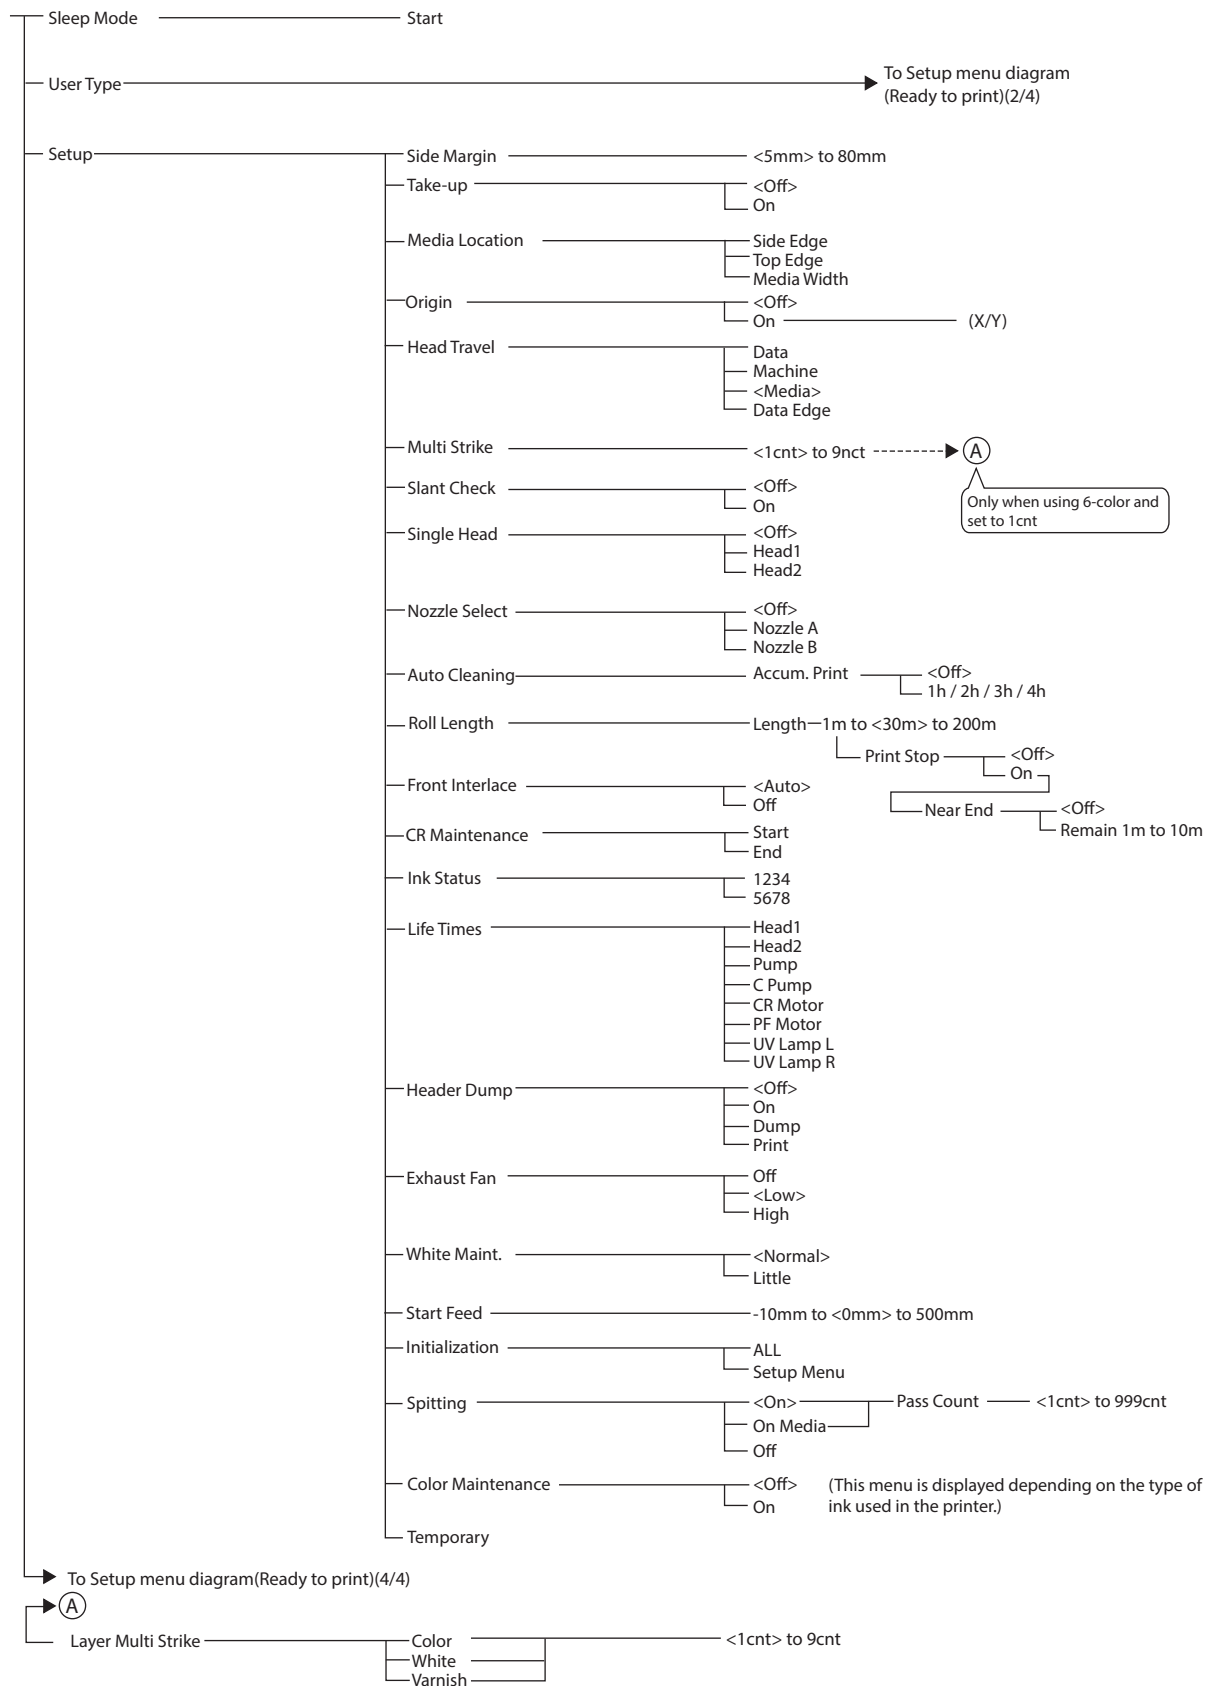 Sleep Mode Start
User Type To Setup menu diagram
(Ready to print)(2/4)
Setup Side Margin <5mm> to 80mm
Take-up <Off>
On
Media Location Side Edge
Top Edge
Media Width
Origin <Off>
On (X/Y)
Head Travel Data
Machine
<Media>
Data Edge
Multi Strike <1cnt> to 9nct A
Only when using 6-color and
set to 1cnt
Slant Check <Off>
On
Single Head <Off>
Head1
Head2
Nozzle Select <Off>
Nozzle A
Nozzle B
Auto Cleaning Accum. Print <Off>
1h / 2h / 3h / 4h
Roll Length Length 1m to <30m> to 200m
Print Stop <Off>
On
Near End <Off>
Remain 1m to 10m
Front Interlace <Auto>
Off
CR Maintenance Start
End
Ink Status 1234
5678
Life Times Head1
Head2
Pump
C Pump
CR Motor
PF Motor
UV Lamp L
UV Lamp R
Header Dump <Off>
On
Dump
Print
Exhaust Fan Off
<Low>
High
White Maint. <Normal>
Little
Start Feed -10mm to <0mm> to 500mm
Initialization ALL
Setup Menu
Spitting <On> Pass Count <1cnt> to 999cnt
On Media
Off
Color Maintenance <Off> (This menu is displayed depending on the type of
On ink used in the printer.)
Temporary
To Setup menu diagram(Ready to print)(4/4)
A
Layer Multi Strike Color <1cnt> to 9cnt
White
Varnish